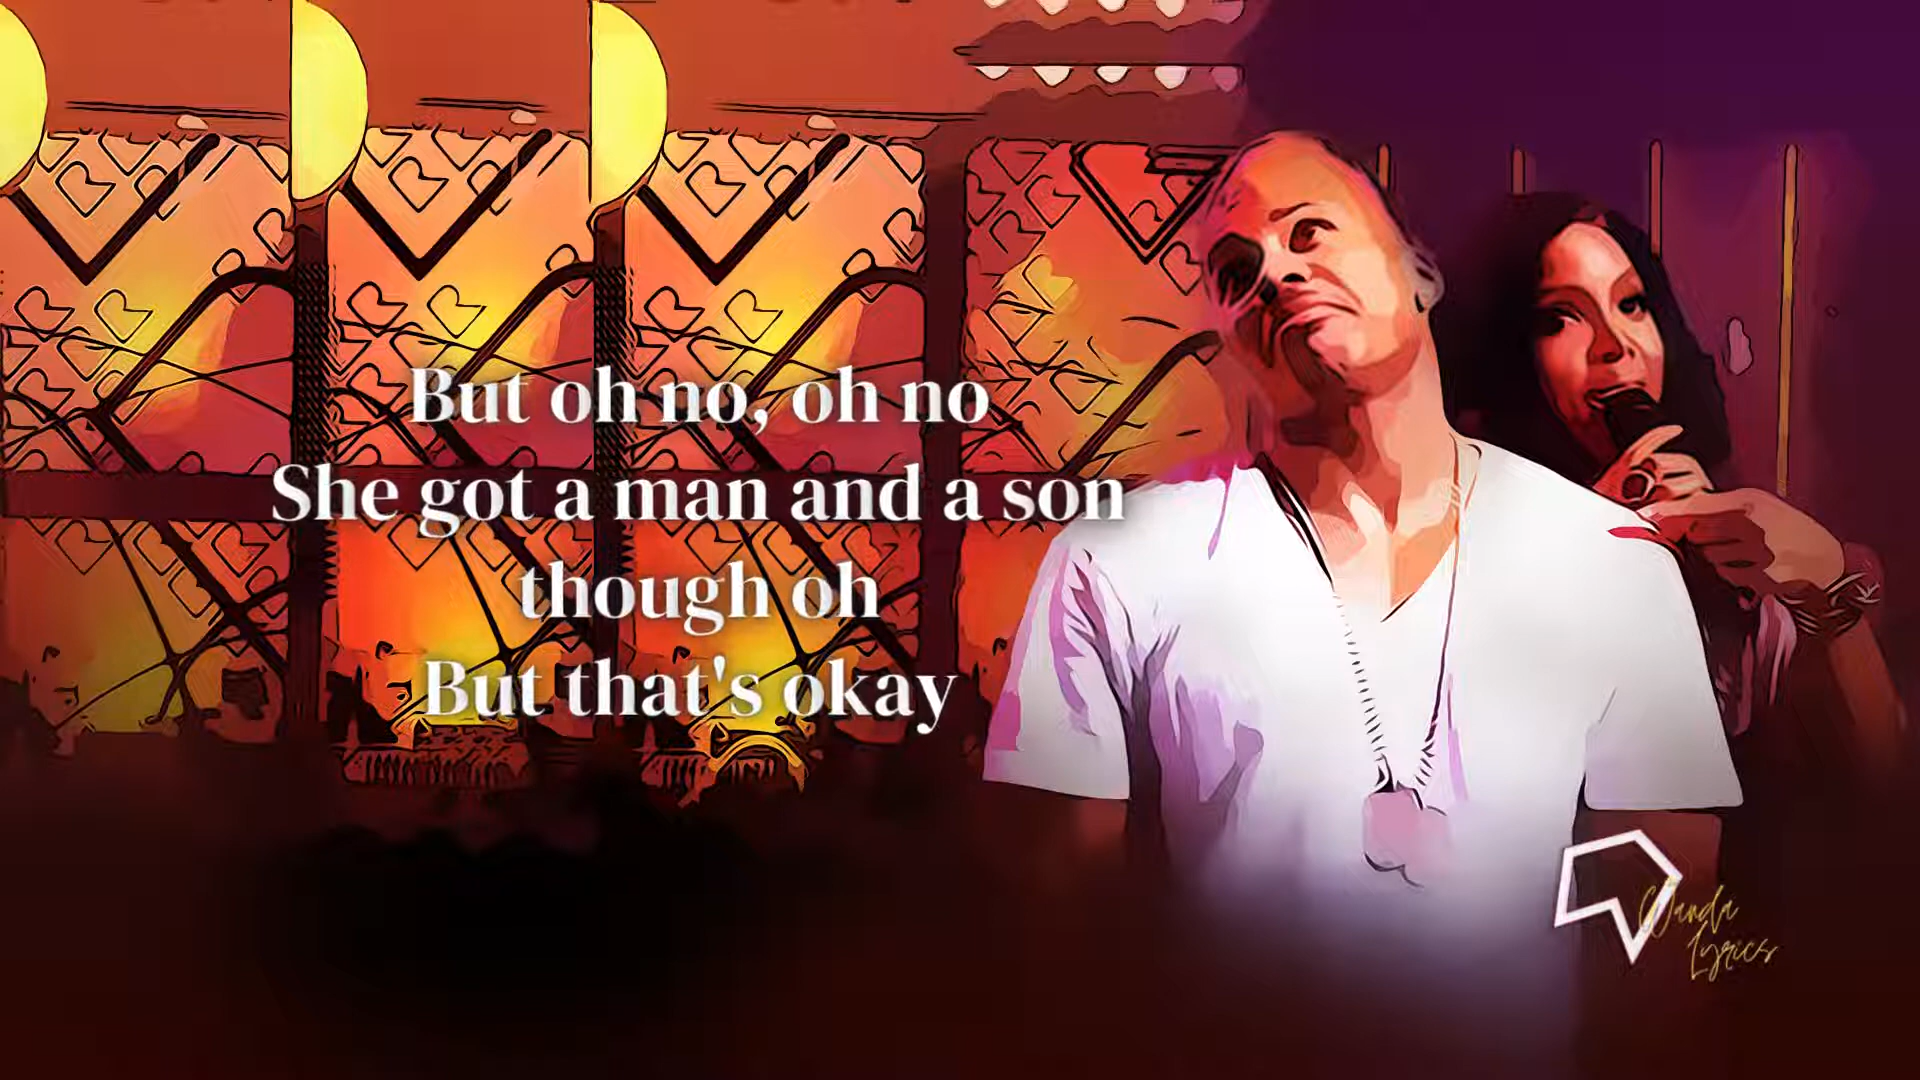 But oh no, oh no
She got a man and a son
though oh
But that's okay
Wanda
Lyrics